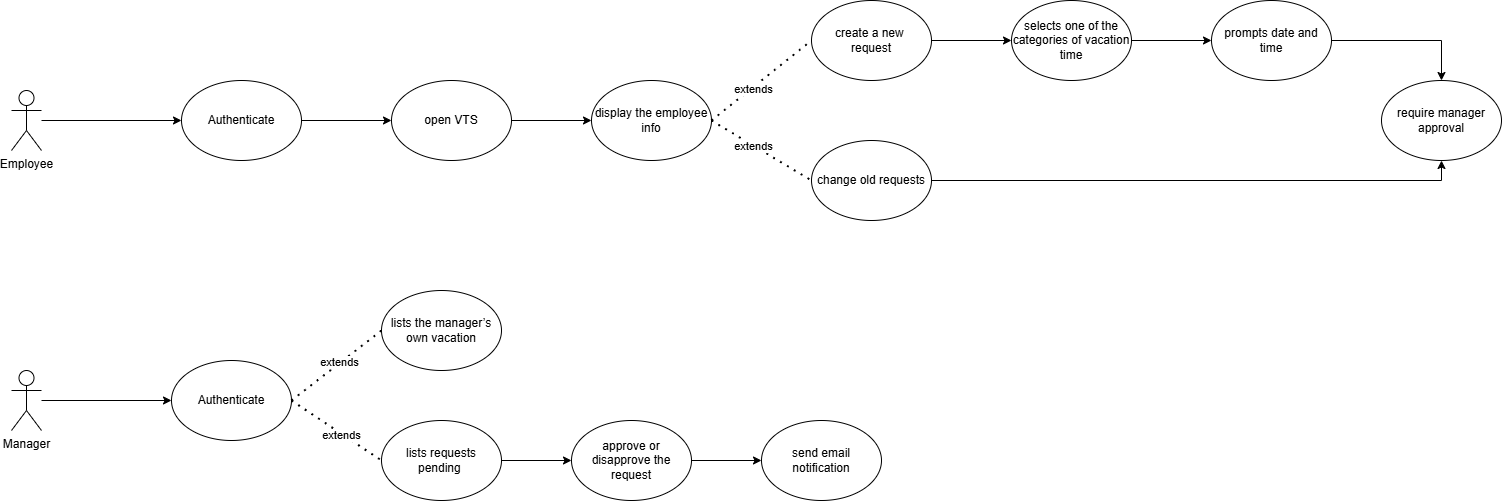 create a new
request
selects one of the
categories of vacation
time
prompts date and
time
extends
Authenticate
open VTS
display the employee
info
require manager
approval
Employee
extends
change old requests
lists the manager's
own vacation
extends
Authenticate
Manager
extends
lists requests
pending
approve or
disapprove the
request
send email
notification